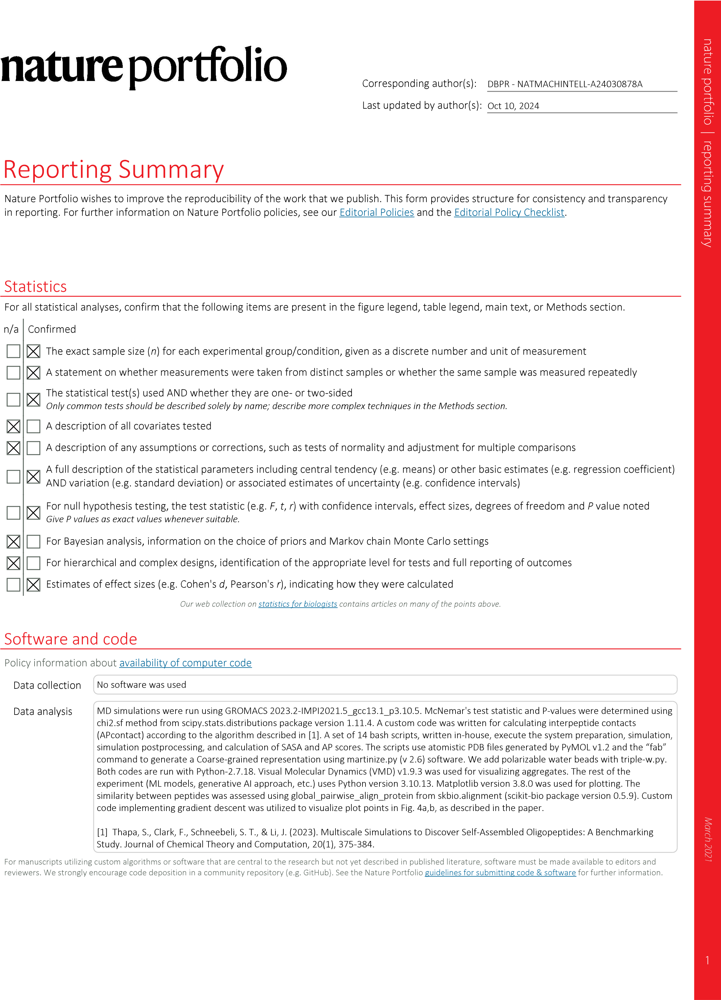 nature portfolio
Corresponding author(s): DBPR - NATMACHINTELL-A24030878A
Last updated by author(s): Oct 10, 2024
Reporting Summary
Nature Portfolio wishes to improve the reproducibility of the work that we publish. This form provides structure for consistency and transparency
in reporting. For further information on Nature Portfolio policies, see our Editorial Policies and the Editorial Policy Checklist.
Statistics
For all statistical analyses, confirm that the following items are present in the figure legend, table legend, main text, or Methods section.
n/a Confirmed
The exact sample size (n) for each experimental group/condition, given as a discrete number and unit of measurement
A statement on whether measurements were taken from distinct samples or whether the same sample was measured repeatedly
The statistical test(s) used AND whether they are one- or two-sided
Only common tests should be described solely by name; describe more complex techniques in the Methods section.
A description of all covariates tested
A description of any assumptions or corrections, such as tests of normality and adjustment for multiple comparisons
A full description of the statistical parameters including central tendency (e.g. means) or other basic estimates (e.g. regression coefficient)
AND variation (e.g. standard deviation) or associated estimates of uncertainty (e.g. confidence intervals)
For null hypothesis testing, the test statistic (e.g. F, t, r) with confidence intervals, effect sizes, degrees of freedom and P value noted
Give P values as exact values whenever suitable.
For Bayesian analysis, information on the choice of priors and Markov chain Monte Carlo settings
For hierarchical and complex designs, identification of the appropriate level for tests and full reporting of outcomes
Estimates of effect sizes (e.g. Cohen's d, Pearson's r), indicating how they were calculated
Our web collection on statistics for biologists contains articles on many of the points above.
Software and code
Policy information about availability of computer code
Data collection
No software was used
Data analysis
MD simulations were run using GROMACS 2023.2-IMPI2021.5_gcc13.1_p3.10.5. McNemar's test statistic and P-values were determined using
chi2.sf method from scipy.stats.distributions package version 1.11.4. A custom code was written for calculating interpeptide contacts
(APcontact) according to the algorithm described in [1]. A set of 14 bash scripts, written in-house, execute the system preparation, simulation,
simulation postprocessing, and calculation of SASA and AP scores. The scripts use atomistic PDB files generated by PyMOL v1.2 and the “fab”
command to generate a Coarse-grained representation using martinize.py (v 2.6) software. We add polarizable water beads with triple-w.py.
Both codes are run with Python-2.7.18. Visual Molecular Dynamics (VMD) v1.9.3 was used for visualizing aggregates. The rest of the
experiment (ML models, generative AI approach, etc.) uses Python version 3.10.13. Matplotlib version 3.8.0 was used for plotting. The
similarity between peptides was assessed using global_pairwise_align_protein from skbio.alignment (scikit-bio package version 0.5.9). Custom
code implementing gradient descent was utilized to visualize plot points in Fig. 4a,b, as described in the paper.
[1] Thapa, S., Clark, F., Schneebeli, S. T., & Li, J. (2023). Multiscale Simulations to Discover Self-Assembled Oligopeptides: A Benchmarking
Study. Journal of Chemical Theory and Computation, 20(1), 375-384.
For manuscripts utilizing custom algorithms or software that are central to the research but not yet described in published literature, software must be made available to editors and
reviewers. We strongly encourage code deposition in a community repository (e.g. GitHub). See the Nature Portfolio guidelines for submitting code & software for further information.
nature portfolio | reporting summary
March 2021
1